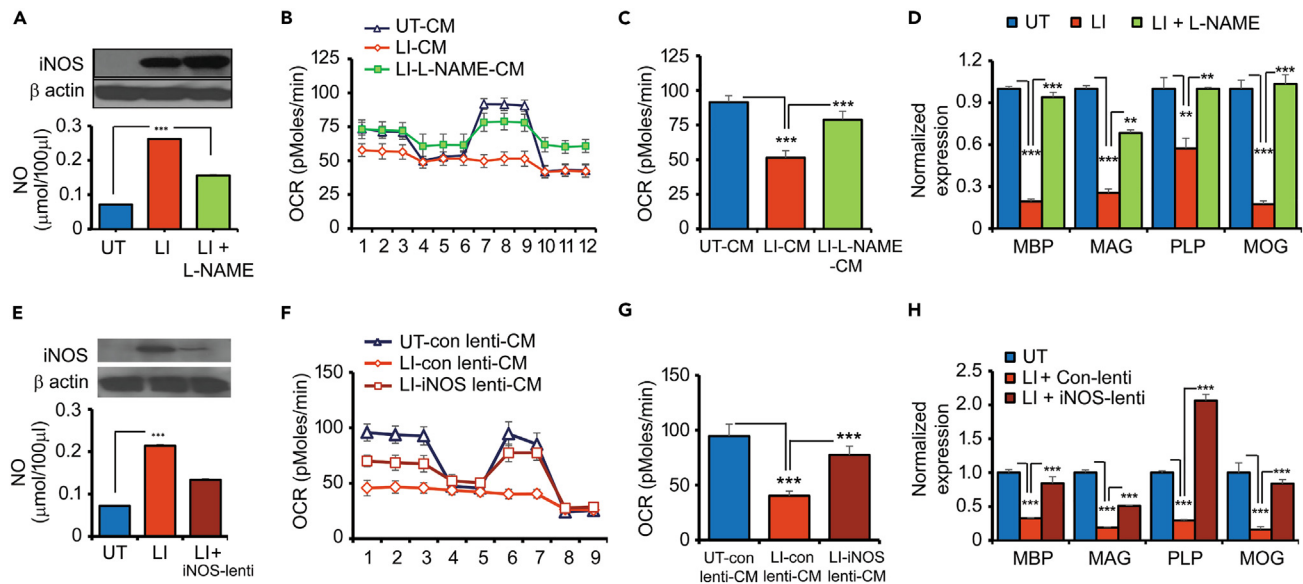 A
iNOS
β actin
0.3
0.2
0.1
0
NO
(μmol/100μl)
***
UT
LI
LI +
L-NAME
B
UT-CM
LI-CM
LI-L-NAME-CM
OCR (pMoles/min)
125
100
75
50
25
0
1 2 3 4 5 6 7 8 9 10 11 12
C
OCR (pMoles/min)
125
100
75
50
25
0
***
***
UT-CM
LI-CM
LI-L-NAME
-CM
D
UT
LI
LI + L-NAME
Normalized
expression
1.2
0.9
0.6
0.3
0
*** ***
*** **
** **
*** ***
MBP
MAG
PLP
MOG
E
iNOS
β actin
0.3
0.2
0.1
0
NO
(μmol/100μl)
***
UT
LI
LI+
iNOS-lenti
F
UT-con lenti-CM
LI-con lenti-CM
LI-iNOS lenti-CM
OCR (pMoles/min)
150
100
50
0
1 2 3 4 5 6 7 8 9
G
OCR (pMoles/min)
150
100
50
0
***
***
UT-con
lenti-CM
LI-con
lenti-CM
LI-iNOS
lenti-CM
H
UT
LI + Con-lenti
LI + iNOS-lenti
Normalized
expression
2.5
2.0
1.5
1.0
0.5
0
*** ***
*** ***
*** ***
*** ***
MBP
MAG
PLP
MOG